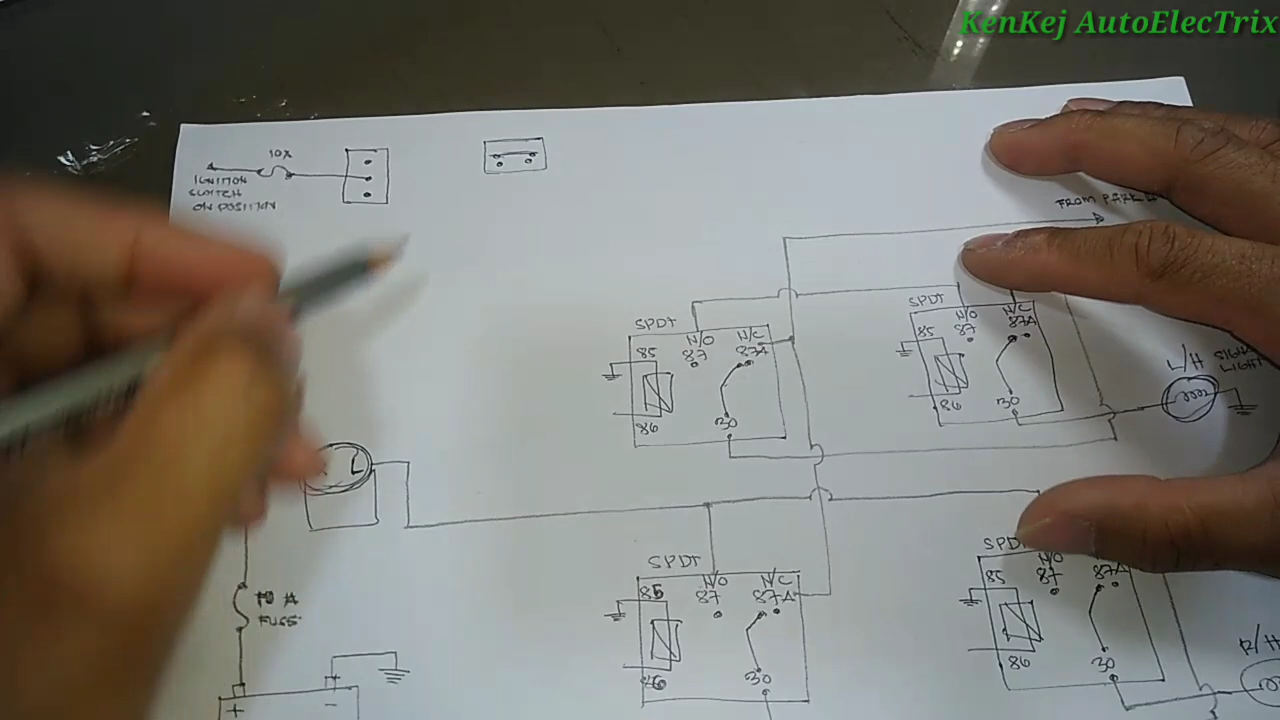 KenKej AutoElecTrix
10A
IGNITION
SWITCH
ON POSITION
FROM PARK
SPDT
N/O
N/C
85
87
87A
86
30
SPDT
N/O
N/C
85
87
87A
86
30
L/H
SIGNAL
LIGHT
L
10 A
FUSE
+
-
SPDT
N/O
N/C
85
87
87A
86
30
SPDT
N/O
85
87
87A
86
30
R/H